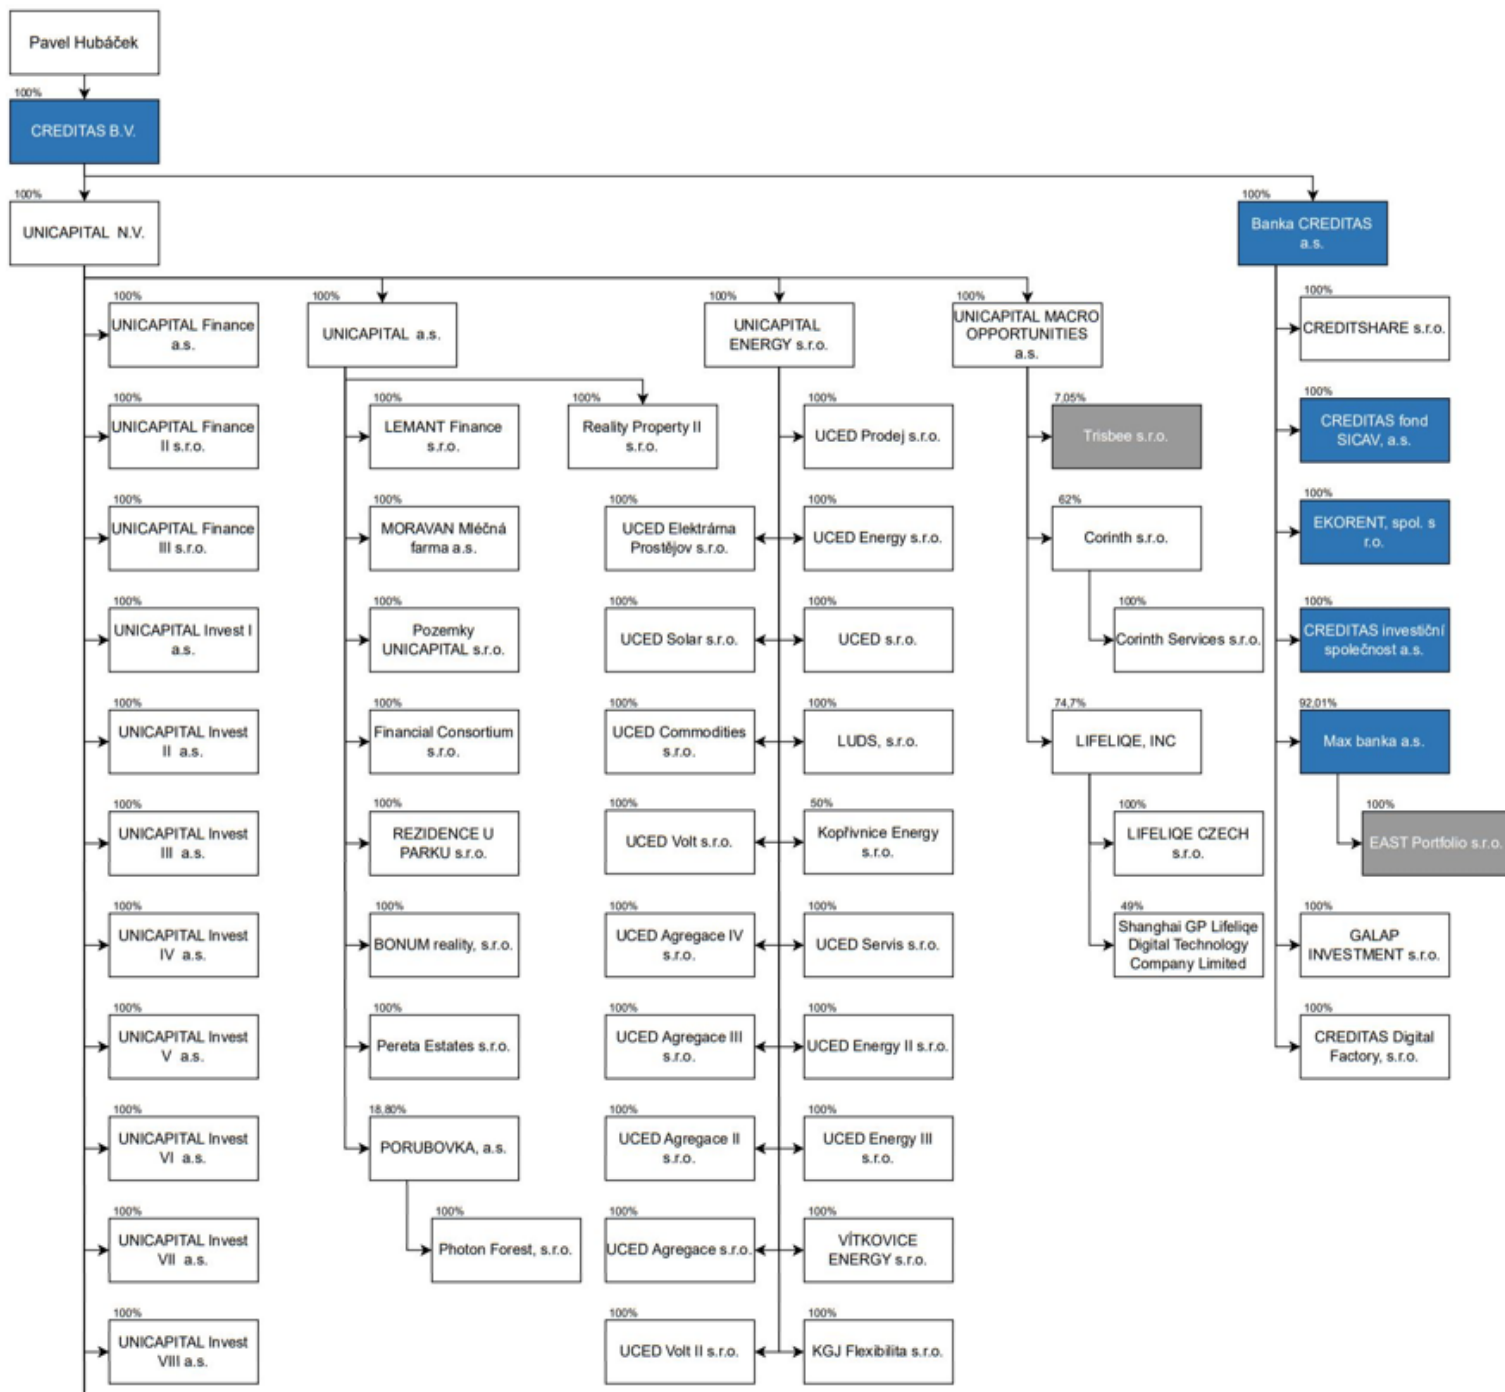 Pavel Hubáček
100%
CREDITAS B.V.
100%
UNICAPITAL N.V.
100%
Banka CREDITAS
a.s.
100%
UNICAPITAL Finance
a.s.
100%
UNICAPITAL Finance
II s.r.o.
100%
UNICAPITAL Finance
III s.r.o.
100%
UNICAPITAL Invest I
a.s.
100%
UNICAPITAL Invest
II a.s.
100%
UNICAPITAL Invest
III a.s.
100%
UNICAPITAL Invest
IV a.s.
100%
UNICAPITAL Invest
V a.s.
100%
UNICAPITAL Invest
VI a.s.
100%
UNICAPITAL Invest
VII a.s.
100%
UNICAPITAL Invest
VIII a.s.
100%
UNICAPITAL a.s.
100%
LEMANT Finance
s.r.o.
100%
Reality Property II
s.r.o.
100%
MORAVAN Mléčná
farma a.s.
100%
Pozemky
UNICAPITAL s.r.o.
100%
Financial Consortium
s.r.o.
100%
REZIDENCE U
PARKU s.r.o.
100%
BONUM reality, s.r.o.
100%
Pereta Estates s.r.o.
18,80%
PORUBOVKA, a.s.
100%
Photon Forest, s.r.o.
100%
UNICAPITAL
ENERGY s.r.o.
100%
UCED Prodej s.r.o.
100%
UCED Elektrárna
Prostějov s.r.o.
100%
UCED Energy s.r.o.
100%
UCED Solar s.r.o.
100%
UCED s.r.o.
100%
UCED Commodities
s.r.o.
100%
LUDS, s.r.o.
100%
UCED Volt s.r.o.
50%
Kopřivnice Energy
s.r.o.
100%
UCED Agregace IV
s.r.o.
100%
UCED Servis s.r.o.
100%
UCED Agregace III
s.r.o.
100%
UCED Energy II s.r.o.
100%
UCED Agregace II
s.r.o.
100%
UCED Energy III
s.r.o.
100%
UCED Agregace s.r.o.
100%
VÍTKOVICE
ENERGY s.r.o.
100%
UCED Volt II s.r.o.
100%
KGJ Flexibilita s.r.o.
100%
UNICAPITAL MACRO
OPPORTUNITIES
a.s.
7,05%
Trisbee s.r.o.
62%
Corinth s.r.o.
100%
Corinth Services s.r.o.
74,7%
LIFELIQE, INC
100%
LIFELIQE CZECH
s.r.o.
49%
Shanghai GP Lifeliqe
Digital Technology
Company Limited
100%
CREDITSHARE s.r.o.
100%
CREDITAS fond
SICAV, a.s.
100%
EKORENT, spol. s
r.o.
100%
CREDITAS investiční
společnost a.s.
92,01%
Max banka a.s.
100%
EAST Portfolio s.r.o.
100%
GALAP
INVESTMENT s.r.o.
100%
CREDITAS Digital
Factory, s.r.o.